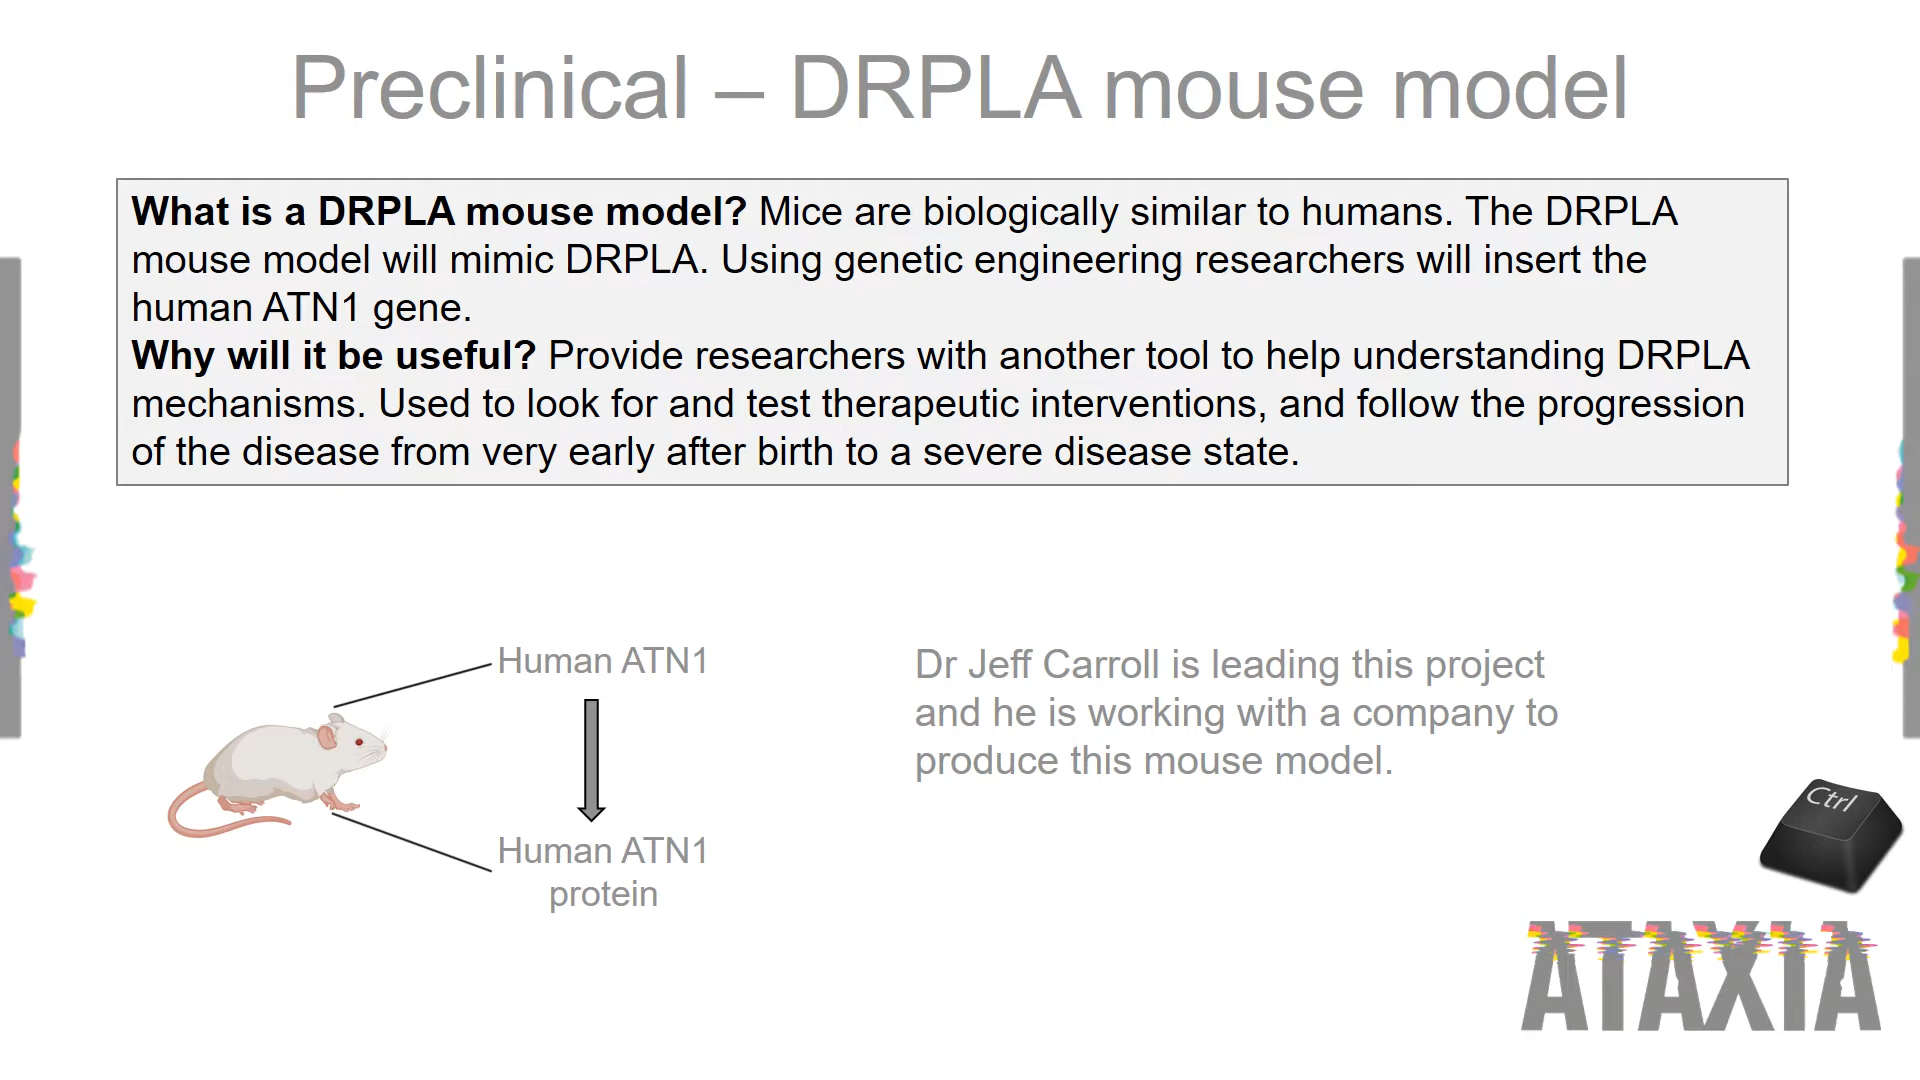 Preclinical – DRPLA mouse model
What is a DRPLA mouse model? Mice are biologically similar to humans. The DRPLA
mouse model will mimic DRPLA. Using genetic engineering researchers will insert the
human ATN1 gene.
Why will it be useful? Provide researchers with another tool to help understanding DRPLA
mechanisms. Used to look for and test therapeutic interventions, and follow the progression
of the disease from very early after birth to a severe disease state.
Human ATN1
Human ATN1
protein
Dr Jeff Carroll is leading this project
and he is working with a company to
produce this mouse model.
Ctrl
ATAXIA